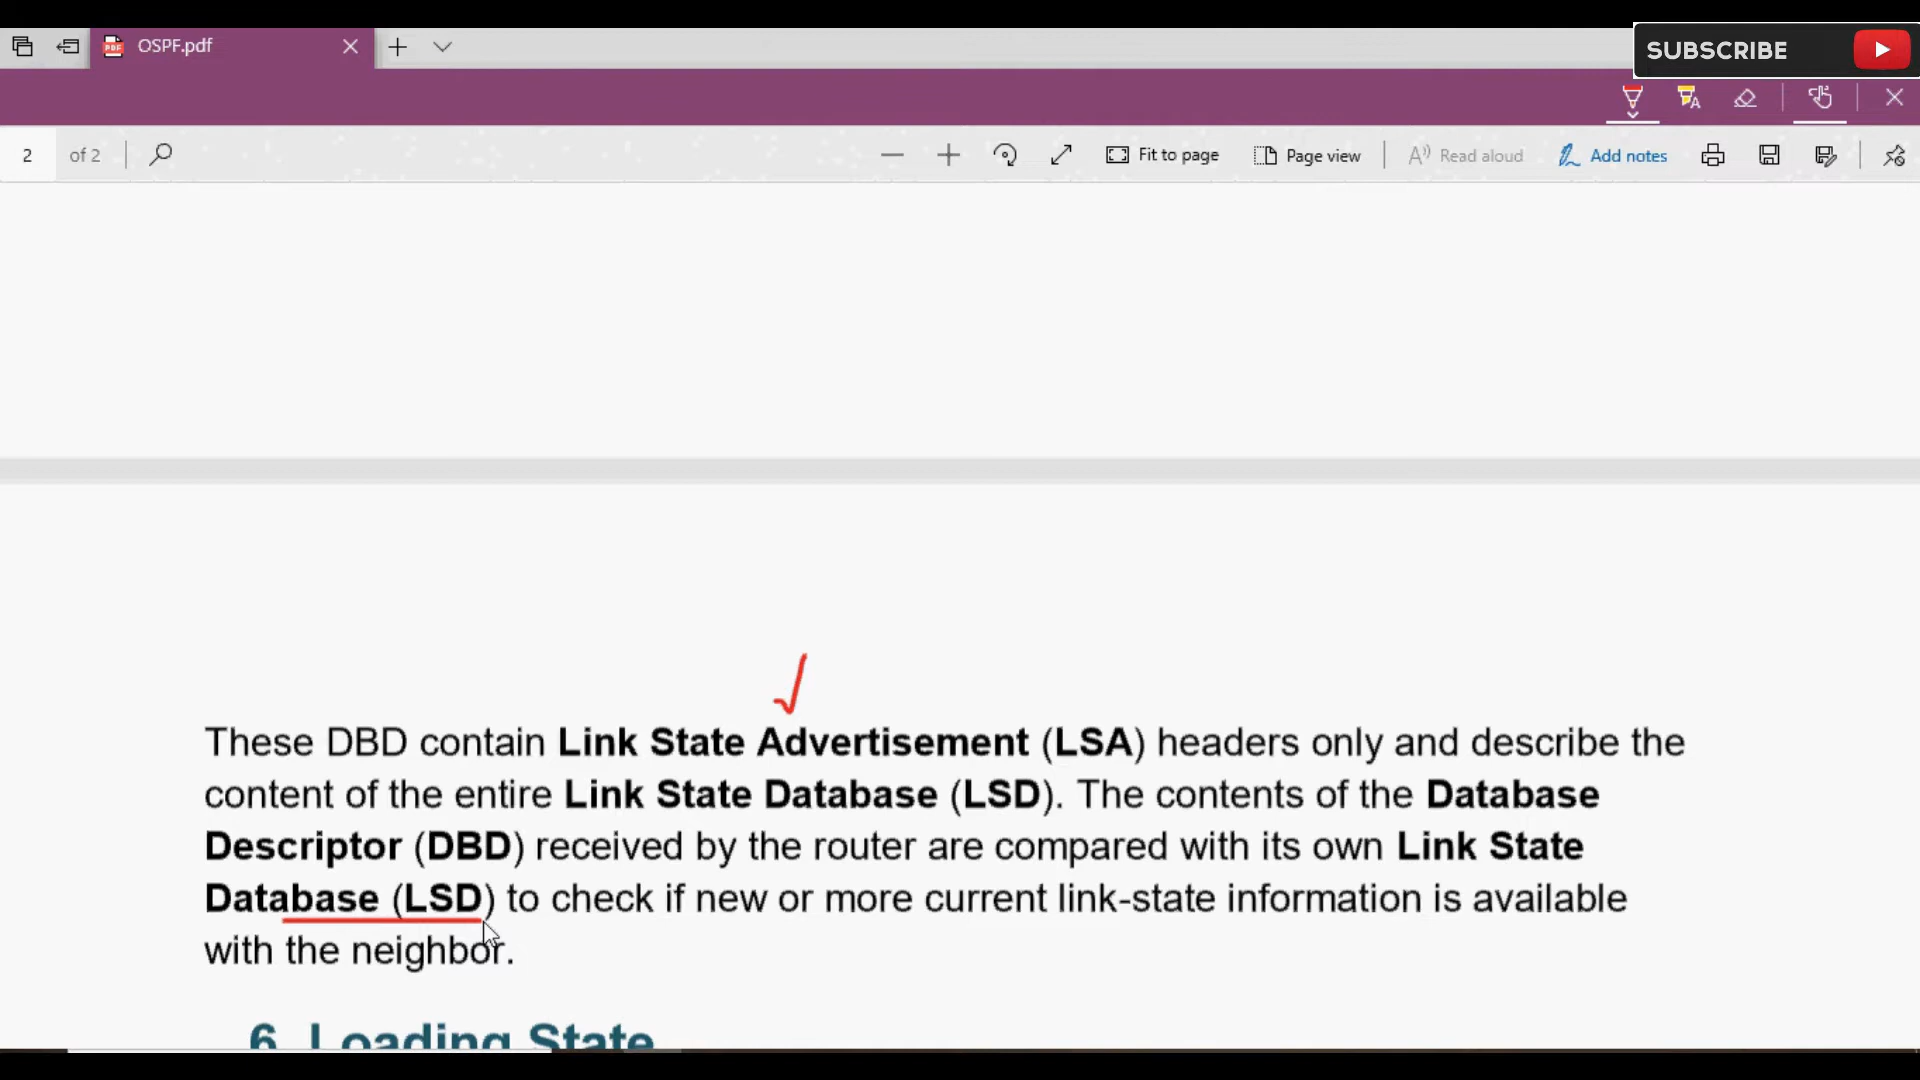 OSPF.pdf
SUBSCRIBE
2 of 2
Fit to page
Page view
Read aloud
Add notes
These DBD contain Link State Advertisement (LSA) headers only and describe the
content of the entire Link State Database (LSD). The contents of the Database
Descriptor (DBD) received by the router are compared with its own Link State
Database (LSD) to check if new or more current link-state information is available
with the neighbor.
6. Loading State